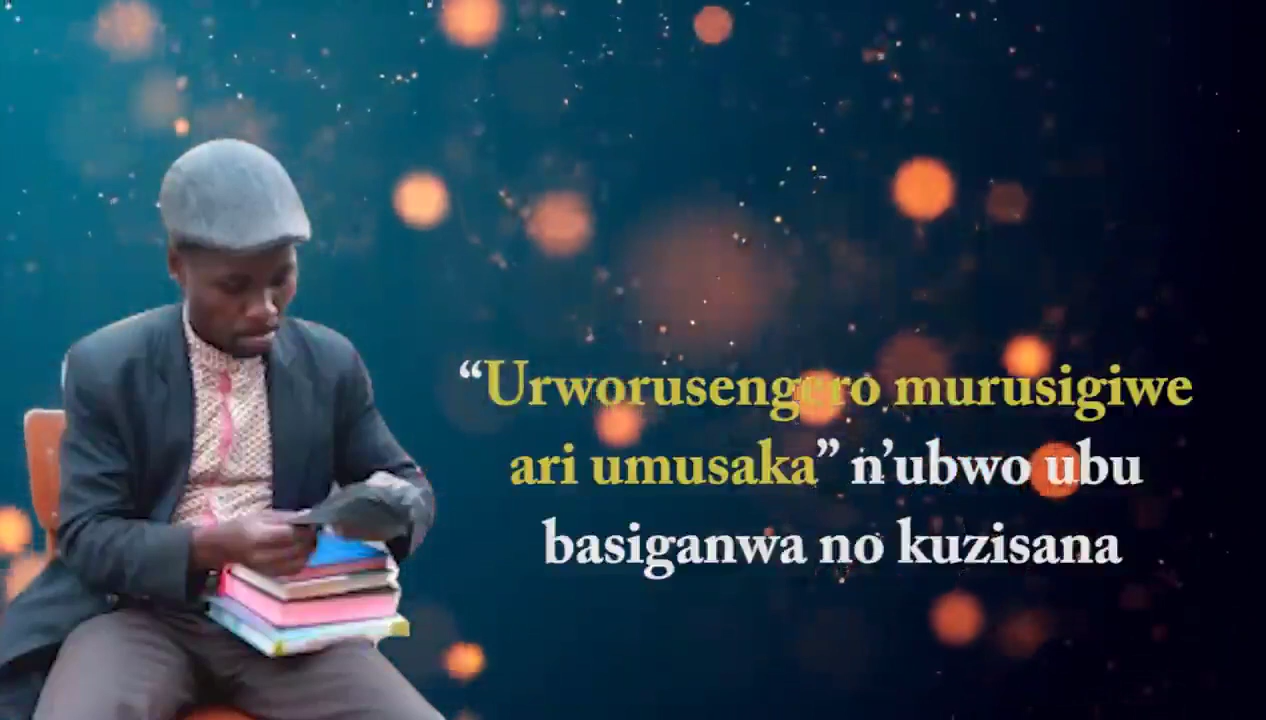 “Urworusengero murusigiwe
ari umusaka” n’ubwo ubu
basiganwa no kuzisana